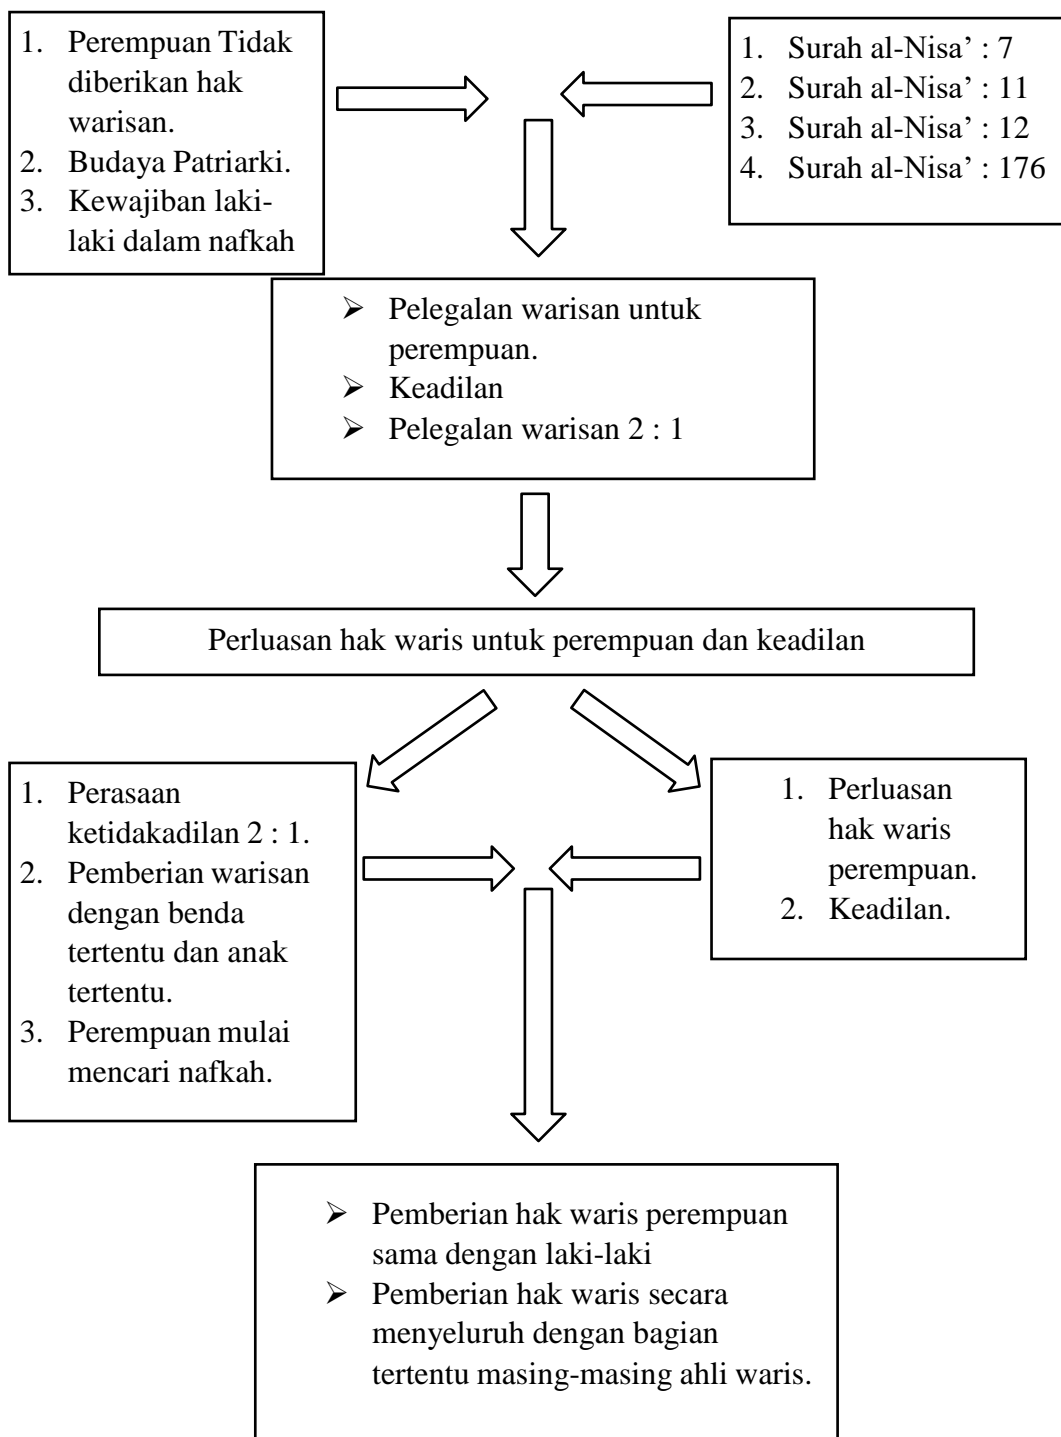 1. Perempuan Tidak
diberikan hak
warisan.
2. Budaya Patriarki.
3. Kewajiban laki-
laki dalam nafkah
1. Surah al-Nisa’ : 7
2. Surah al-Nisa’ : 11
3. Surah al-Nisa’ : 12
4. Surah al-Nisa’ : 176
➢ Pelegalan warisan untuk
perempuan.
➢ Keadilan
➢ Pelegalan warisan 2 : 1
Perluasan hak waris untuk perempuan dan keadilan
1. Perasaan
ketidakadilan 2 : 1.
2. Pemberian warisan
dengan benda
tertentu dan anak
tertentu.
3. Perempuan mulai
mencari nafkah.
1. Perluasan
hak waris
perempuan.
2. Keadilan.
➢ Pemberian hak waris perempuan
sama dengan laki-laki
➢ Pemberian hak waris secara
menyeluruh dengan bagian
tertentu masing-masing ahli waris.